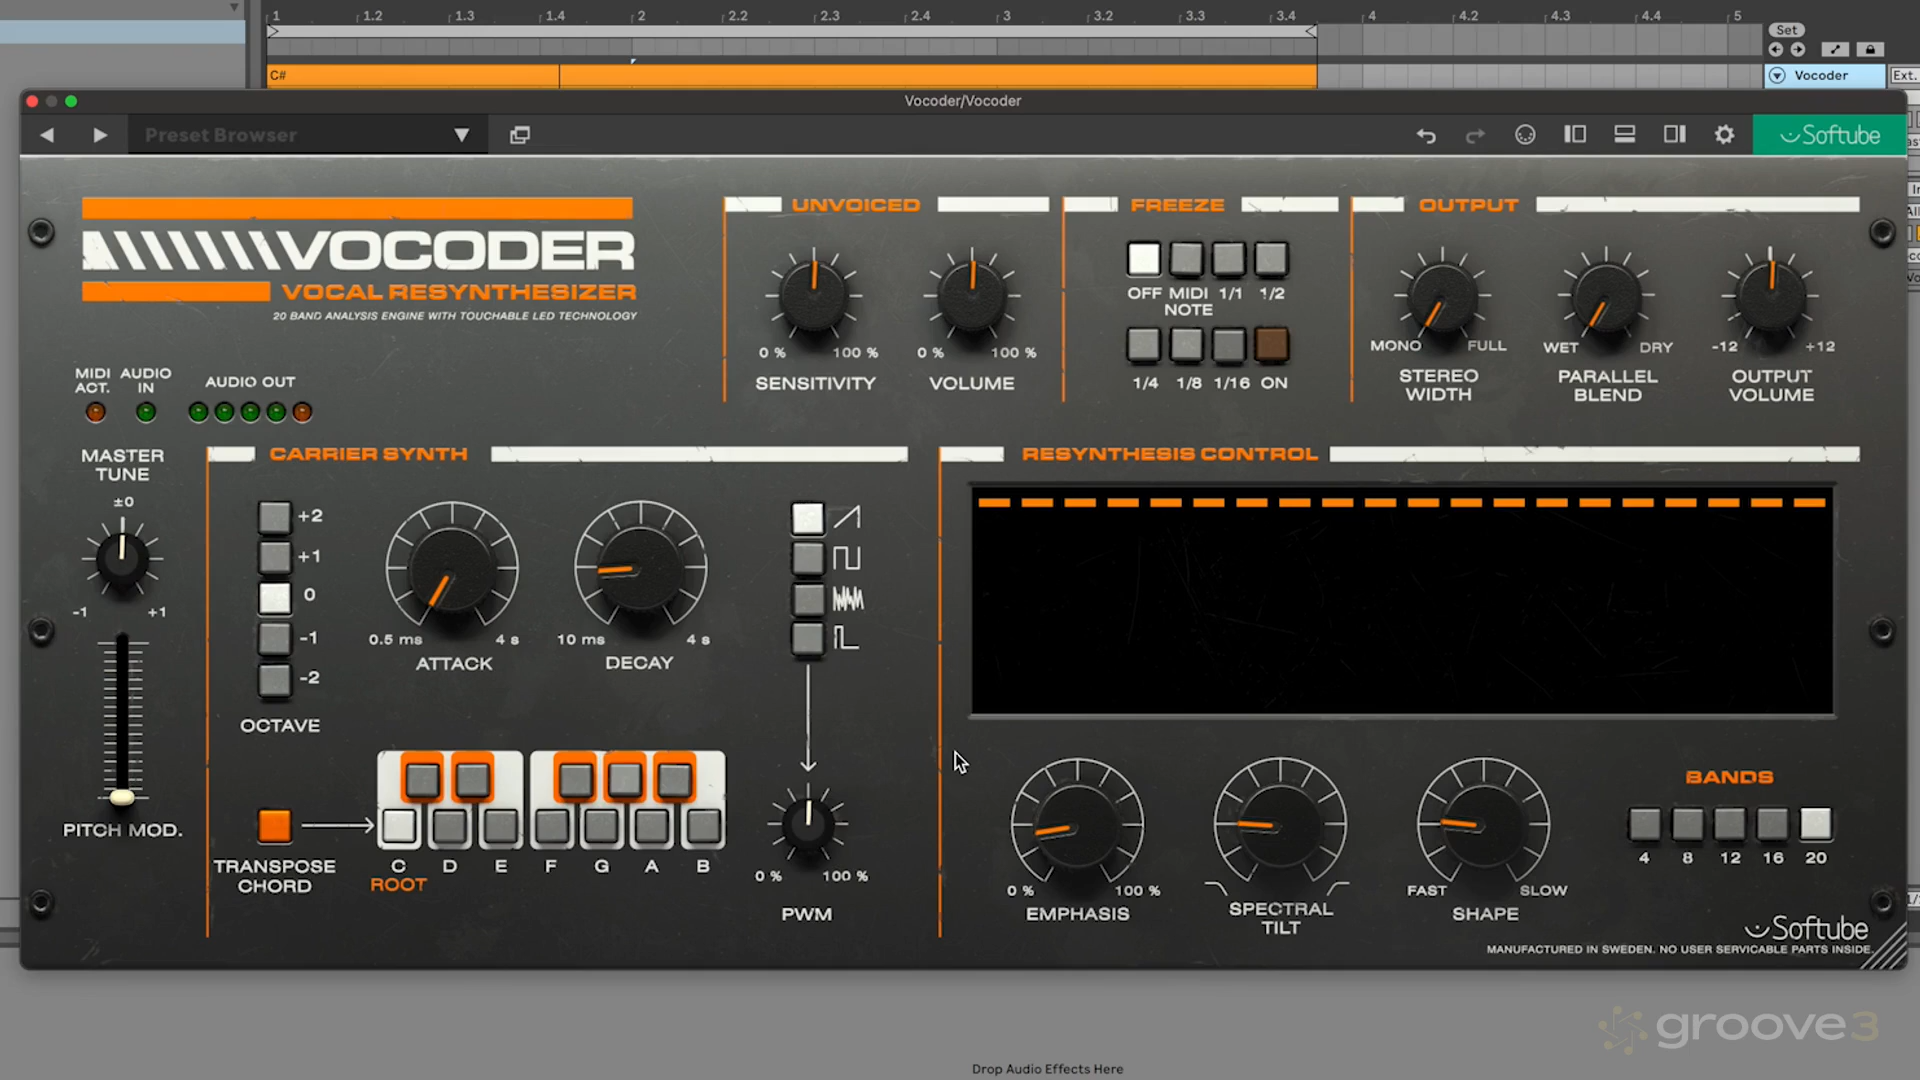 1 1.2 1.3 1.4 2 2.2 2.3 2.4 3 3.2 3.3 3.4 4 4.2 4.3 4.4 5
Set
C#
Vocoder
Ext.
Vocoder/Vocoder
Preset Browser
Softube
VOCODER
VOCAL RESYNTHESIZER
20 BAND ANALYSIS ENGINE WITH TOUCHABLE LED TECHNOLOGY
UNVOICED
0 % 100 %
SENSITIVITY
0 % 100 %
VOLUME
FREEZE
OFF MIDI NOTE 1/1 1/2
1/4 1/8 1/16 ON
OUTPUT
MONO FULL
STEREO
WIDTH
WET DRY
PARALLEL
BLEND
-12 +12
OUTPUT
VOLUME
MIDI
ACT.
AUDIO
IN
AUDIO OUT
MASTER
TUNE
±0
-1 +1
PITCH MOD.
CARRIER SYNTH
+2
+1
0
-1
-2
OCTAVE
0.5 ms 4 s
ATTACK
10 ms 4 s
DECAY
TRANSPOSE
CHORD
C D E F G A B
ROOT
0 % 100 %
PWM
RESYNTHESIS CONTROL
0 % 100 %
EMPHASIS
SPECTRAL
TILT
FAST SLOW
SHAPE
BANDS
4 8 12 16 20
Softube
MANUFACTURED IN SWEDEN. NO USER SERVICABLE PARTS INSIDE.
groove3
Drop Audio Effects Here